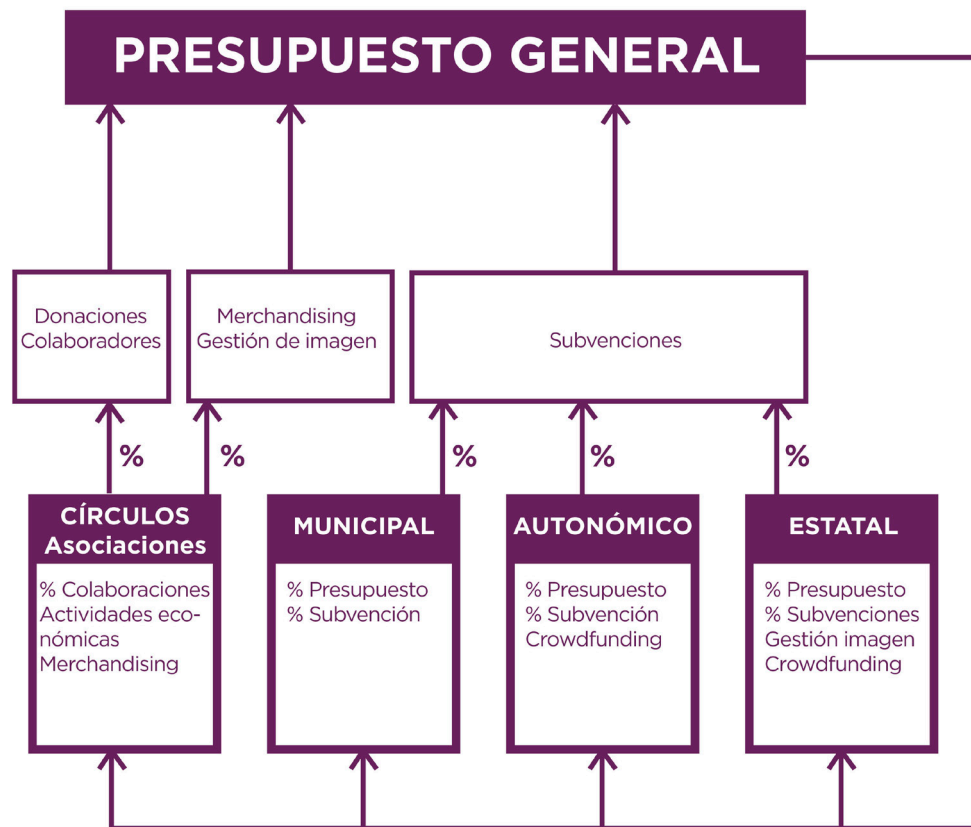 PRESUPUESTO GENERAL
Donaciones
Colaboradores
Merchandising
Gestión de imagen
Subvenciones
%
%
%
%
%
CÍRCULOS
Asociaciones
% Colaboraciones
Actividades eco-
nómicas
Merchandising
MUNICIPAL
% Presupuesto
% Subvención
AUTONÓMICO
% Presupuesto
% Subvención
Crowdfunding
ESTATAL
% Presupuesto
% Subvenciones
Gestión imagen
Crowdfunding